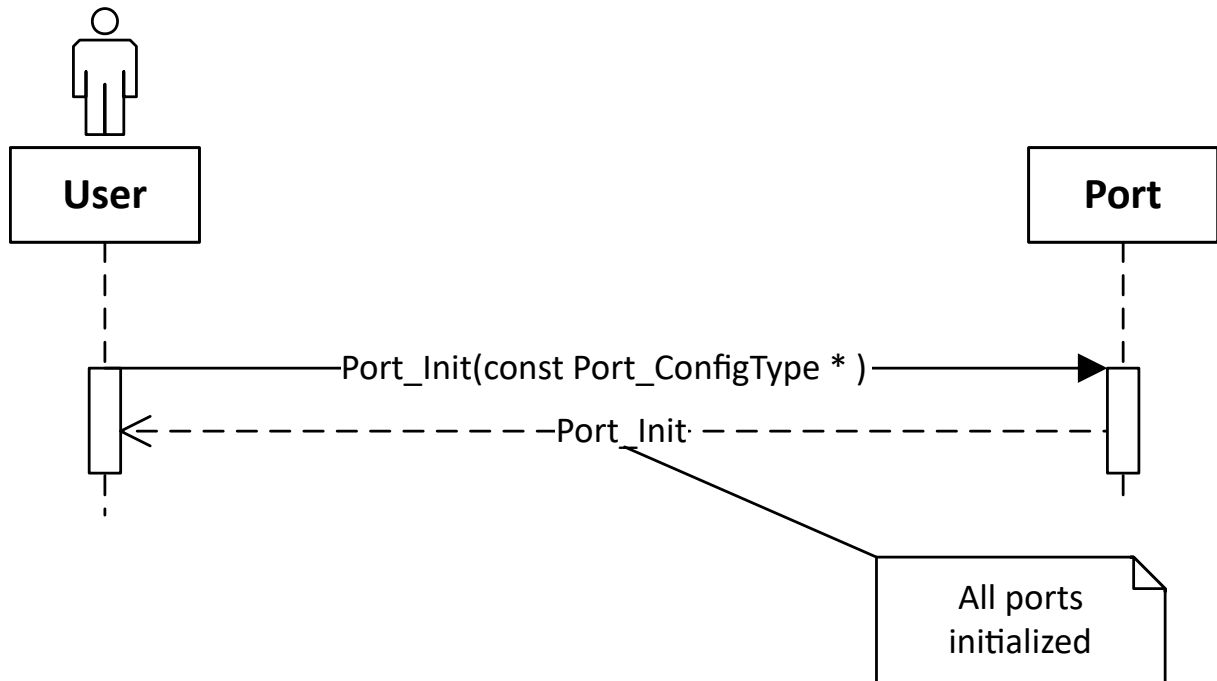 User
Port
Port_Init(const Port_ConfigType * )
Port_Init
All ports
initialized